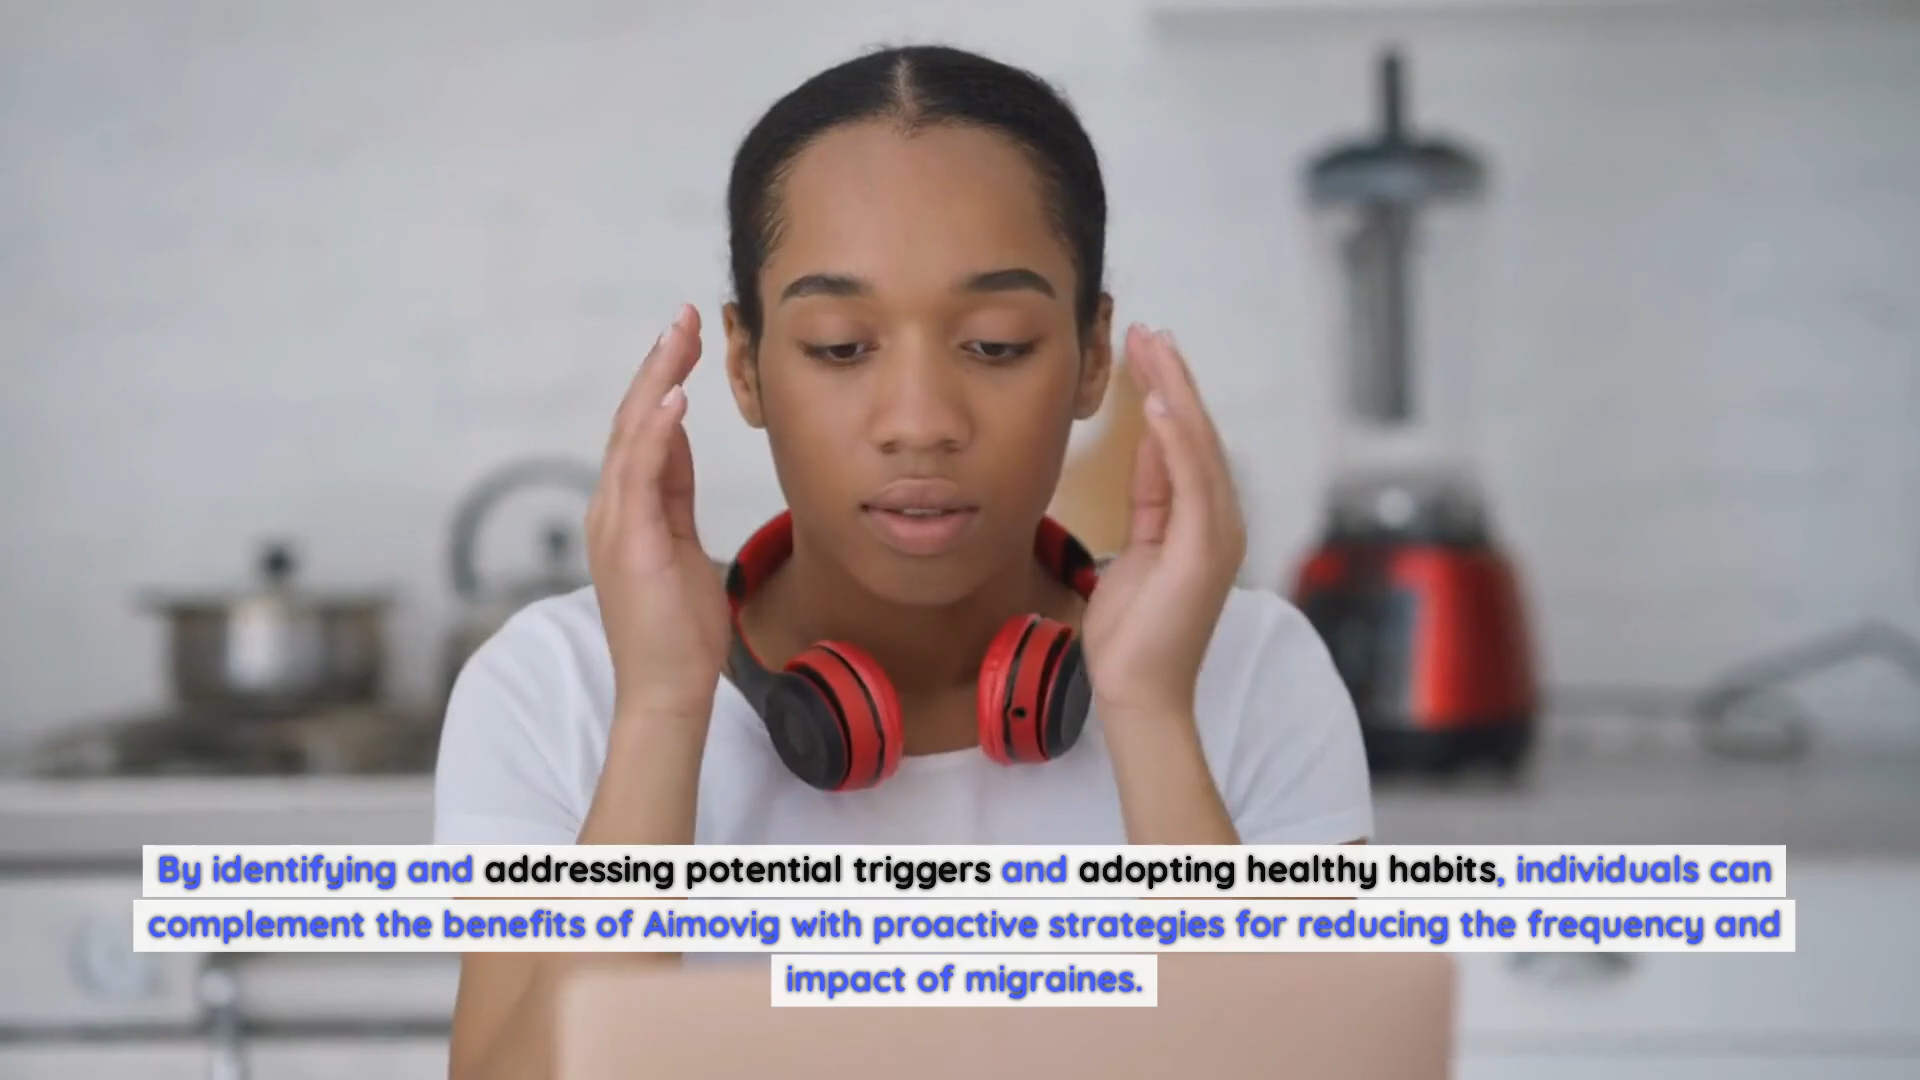 By identifying and addressing potential triggers and adopting healthy habits, individuals can
complement the benefits of Aimovig with proactive strategies for reducing the frequency and
impact of migraines.